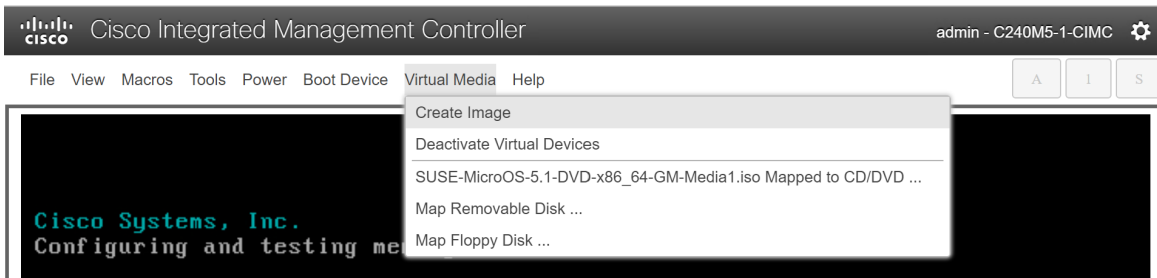 CISCO Cisco Integrated Management Controller admin - C240M5-1-CIMC
File View Macros Tools Power Boot Device Virtual Media Help A 1 S
Create Image
Deactivate Virtual Devices
SUSE-MicroOS-5.1-DVD-x86_64-GM-Media1.iso Mapped to CD/DVD ...
Map Removable Disk ...
Map Floppy Disk ...
Cisco Systems, Inc.
Configuring and testing